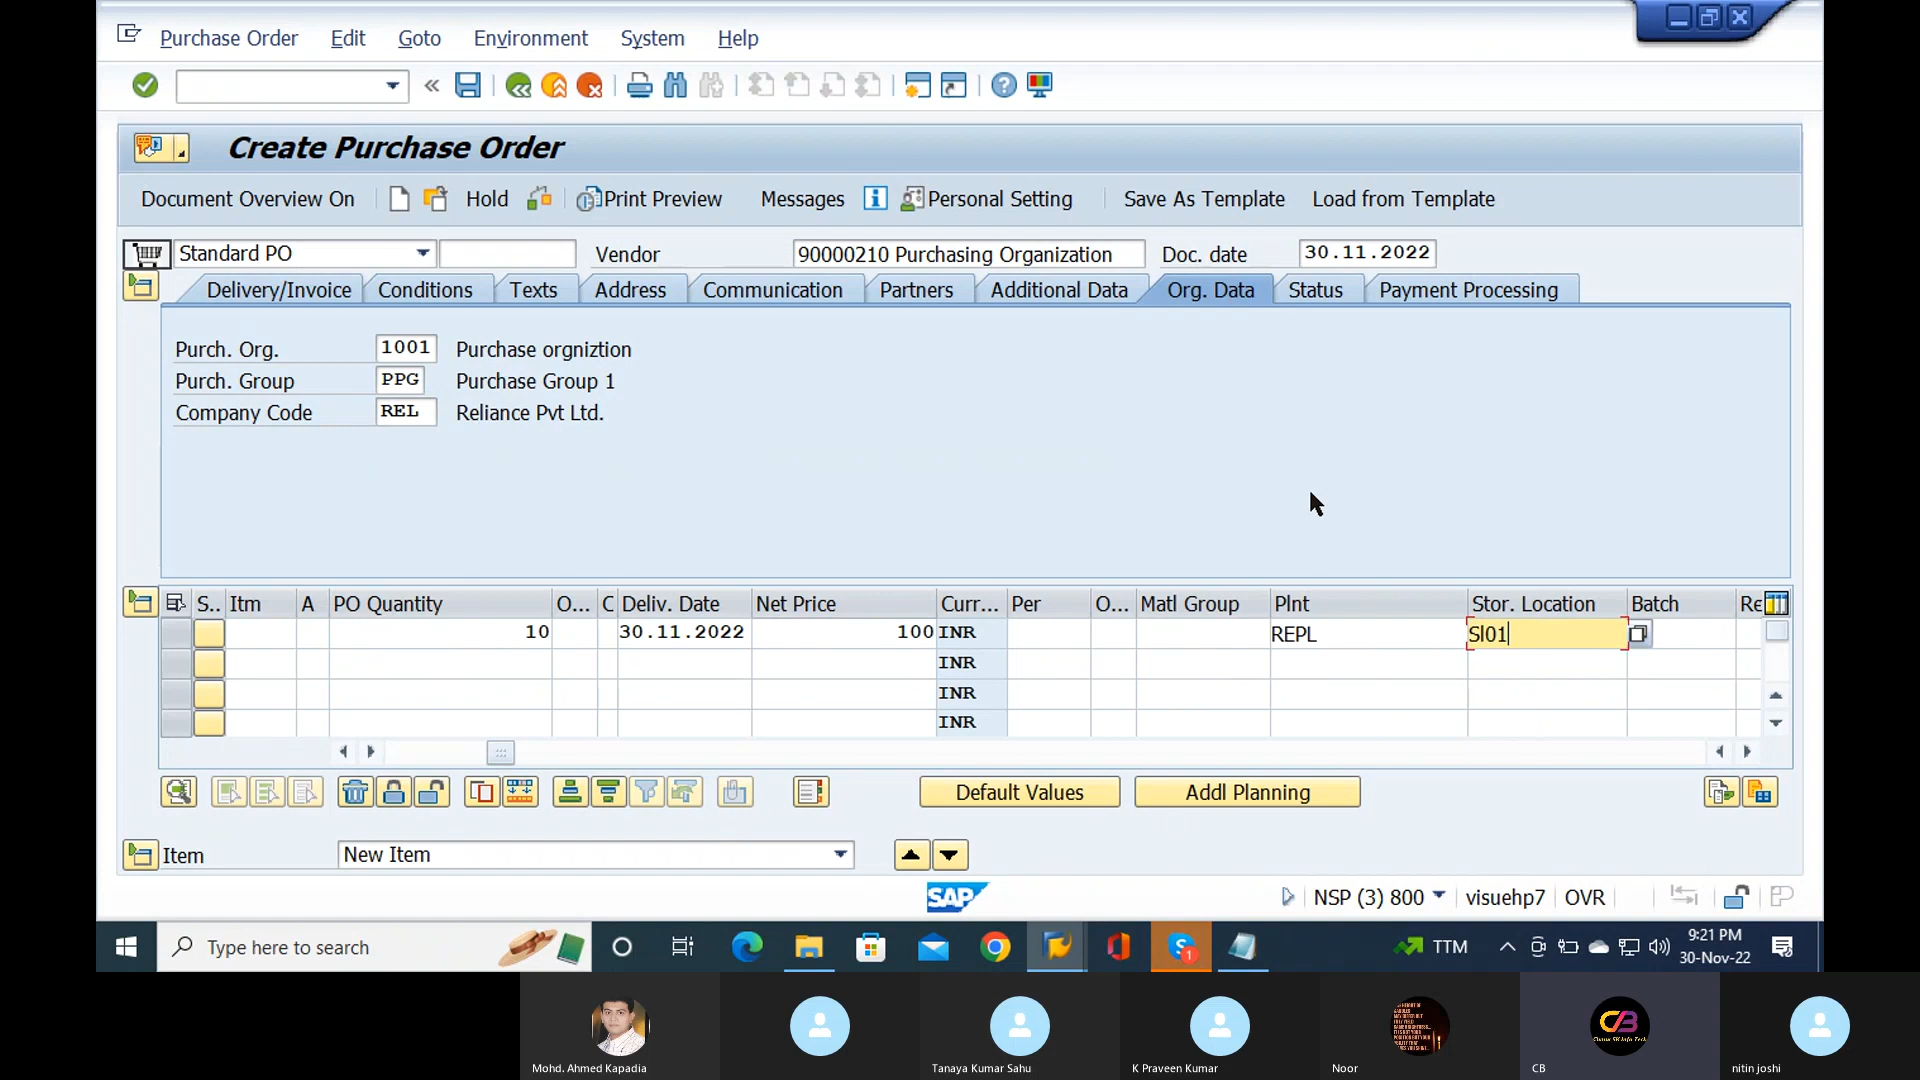 Purchase Order Edit Goto Environment System Help
Create Purchase Order
Document Overview On Hold Print Preview Messages Personal Setting Save As Template Load from Template
Standard PO Vendor 90000210 Purchasing Organization Doc. date 30.11.2022
Delivery/Invoice Conditions Texts Address Communication Partners Additional Data Org. Data Status Payment Processing
Purch. Org. 1001 Purchase orgniztion
Purch. Group PPG Purchase Group 1
Company Code REL Reliance Pvt Ltd.
S.. Itm A PO Quantity O... C Deliv. Date Net Price Curr... Per O... Matl Group Plnt Stor. Location Batch Re
10 30.11.2022 100 INR REPL Sl01
INR
INR
INR
Default Values Addl Planning
Item New Item
SAP NSP (3) 800 visuehp7 OVR
Type here to search TTM 9:21 PM
30-Nov-22
Mohd. Ahmed Kapadia Tanaya Kumar Sahu K Praveen Kumar Noor CB nitin joshi